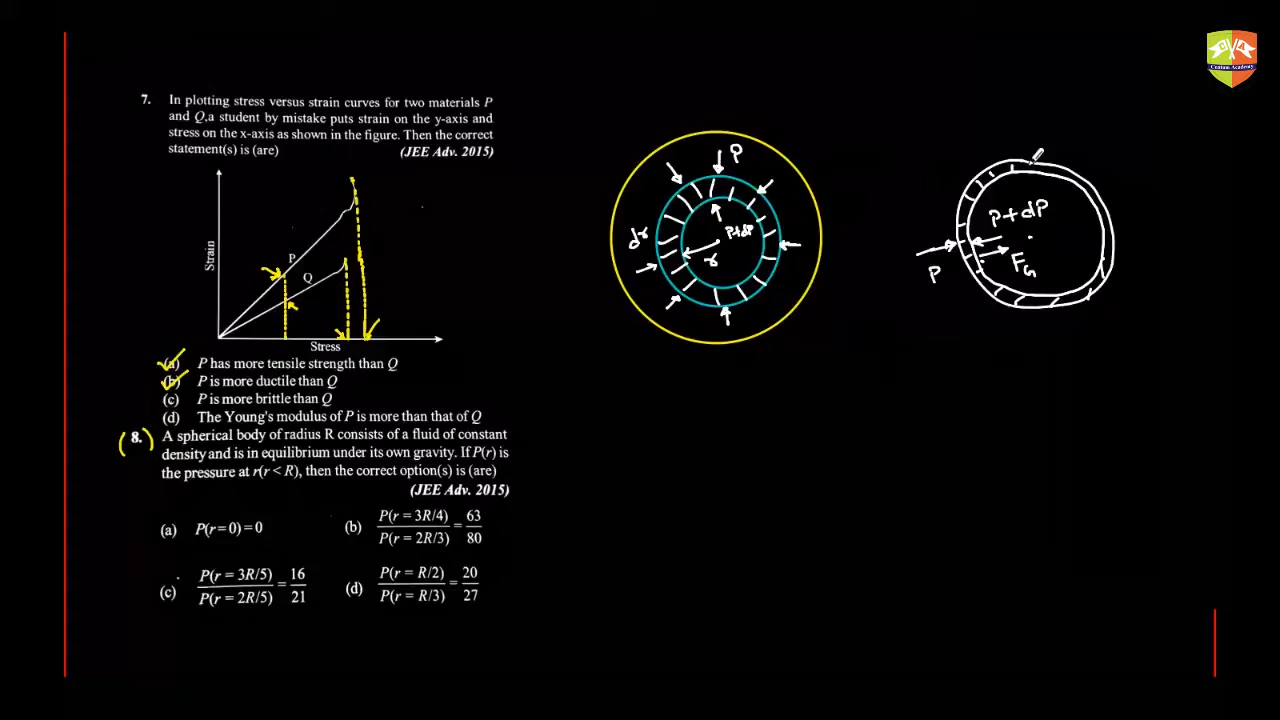 7. In plotting stress versus strain curves for two materials P
and Q,a student by mistake puts strain on the y-axis and
stress on the x-axis as shown in the figure. Then the correct
statement(s) is (are) (JEE Adv. 2015)
Strain
P
Q
Stress
(a) P has more tensile strength than Q
(b) P is more ductile than Q
(c) P is more brittle than Q
(d) The Young's modulus of P is more than that of Q
(8.) A spherical body of radius R consists of a fluid of constant
density and is in equilibrium under its own gravity. If P(r) is
the pressure at r(r < R), then the correct option(s) is (are)
(JEE Adv. 2015)
(a) P(r=0)=0
(b) P(r = 3R/4) / P(r = 2R/3) = 63 / 80
(c) P(r = 3R/5) / P(r = 2R/5) = 16 / 21
(d) P(r = R/2) / P(r = R/3) = 20 / 27
P
dr
P+dP
r
P+dP
F_G
P
Centum Academy